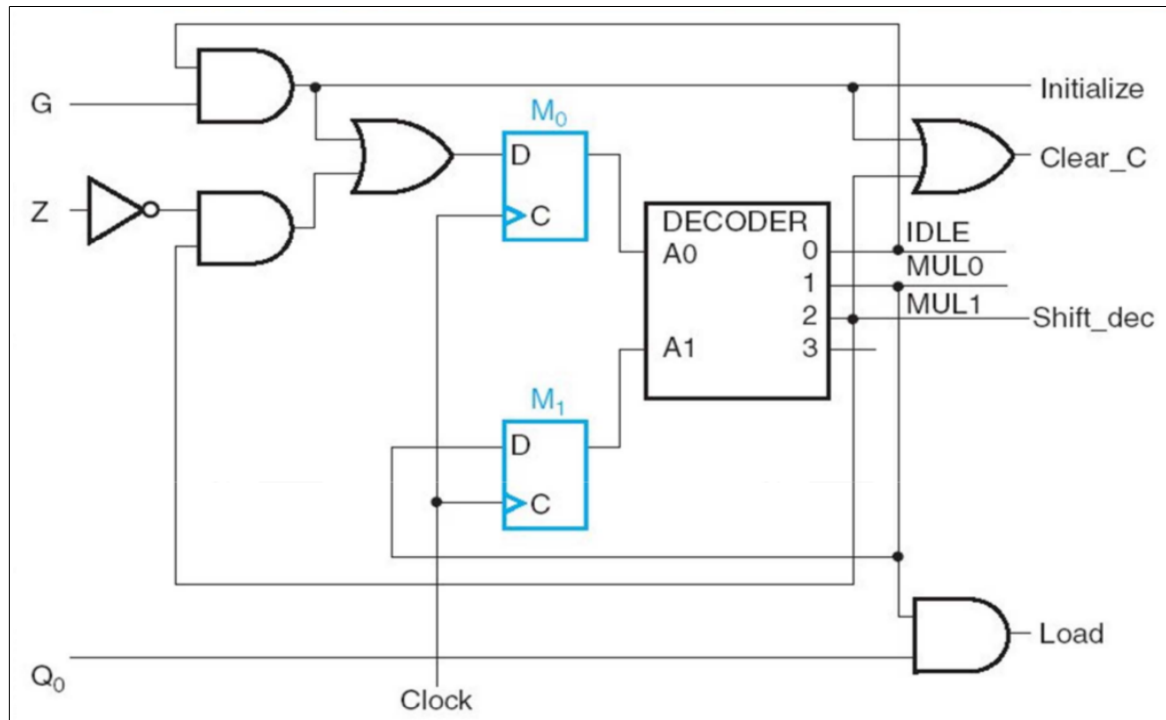 G
Initialize
M₀
D
C
Clear_C
Z
DECODER
A0
A1
0
1
2
3
IDLE
MUL0
MUL1
Shift_dec
M₁
D
C
Load
Q₀
Clock